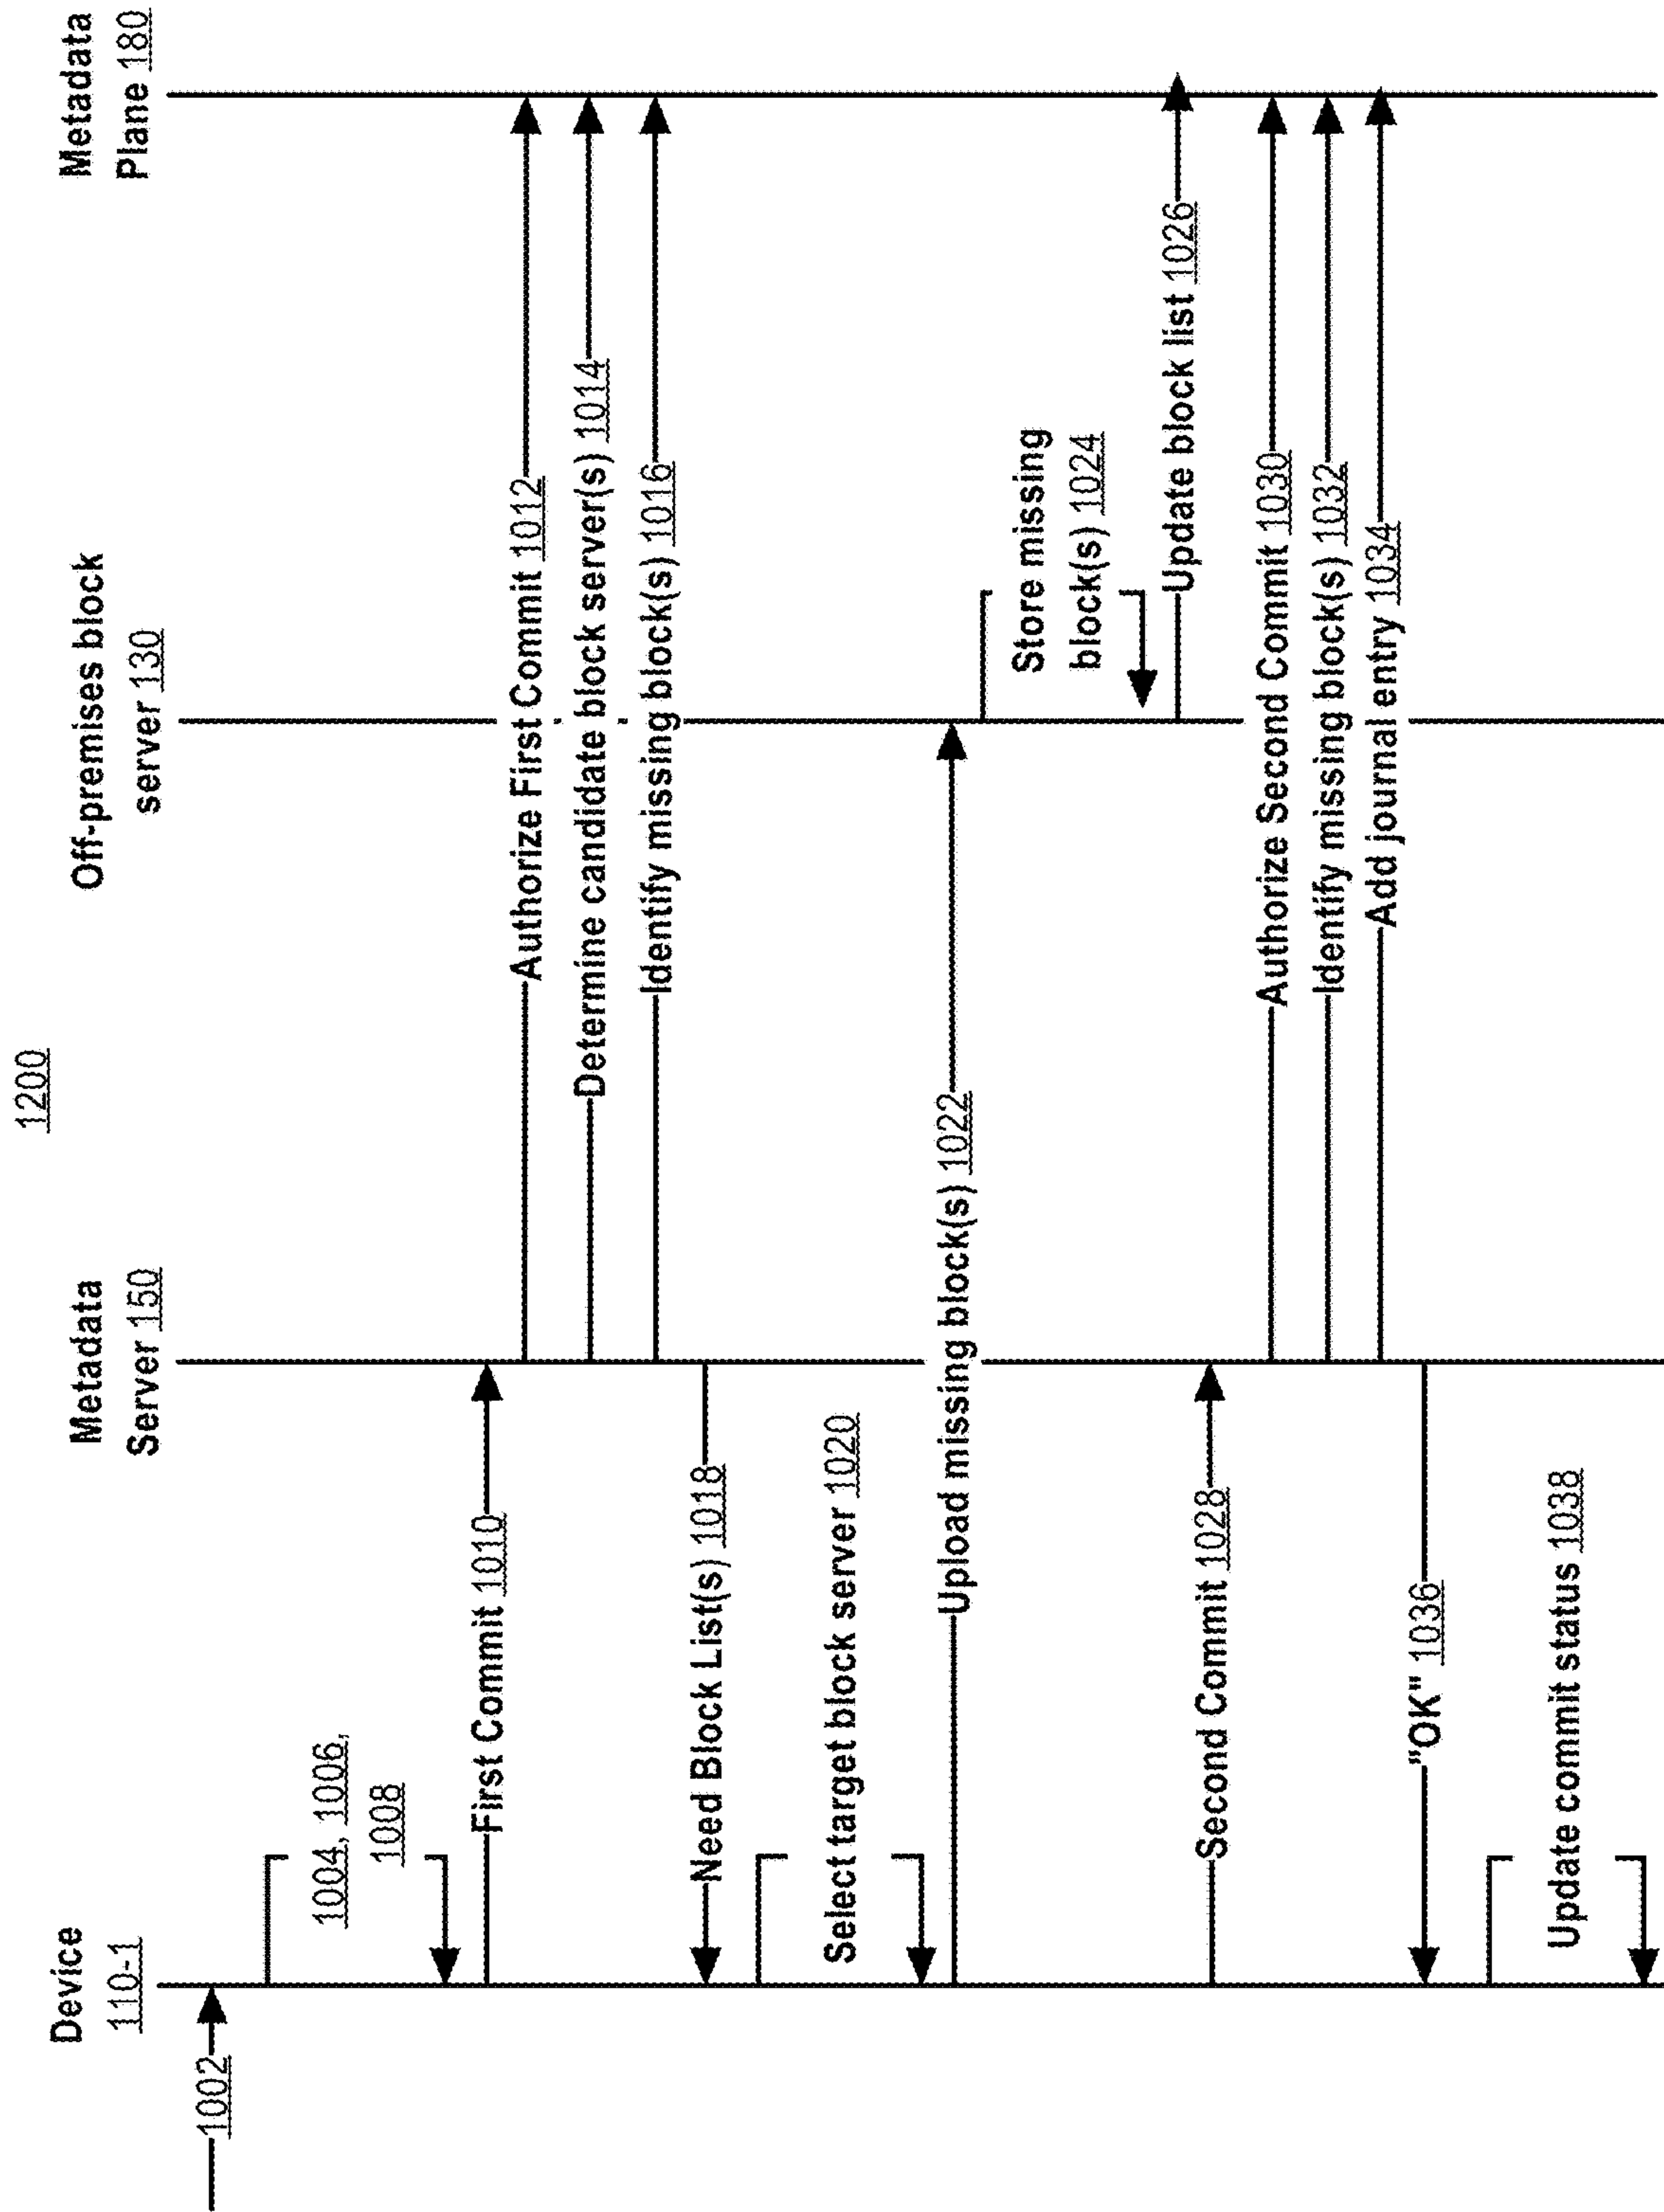 1200
Device
110-1
Metadata
Server 150
Off-premises block
server 130
Metadata
Plane 180
1002
1004, 1006,
1008
First Commit 1010
Authorize First Commit 1012
Determine candidate block server(s) 1014
Identify missing block(s) 1016
Need Block List(s) 1018
Select target block server 1020
Upload missing block(s) 1022
Store missing
block(s) 1024
Update block list 1026
Second Commit 1028
Authorize Second Commit 1030
Identify missing block(s) 1032
Add journal entry 1034
"OK" 1036
Update commit status 1038